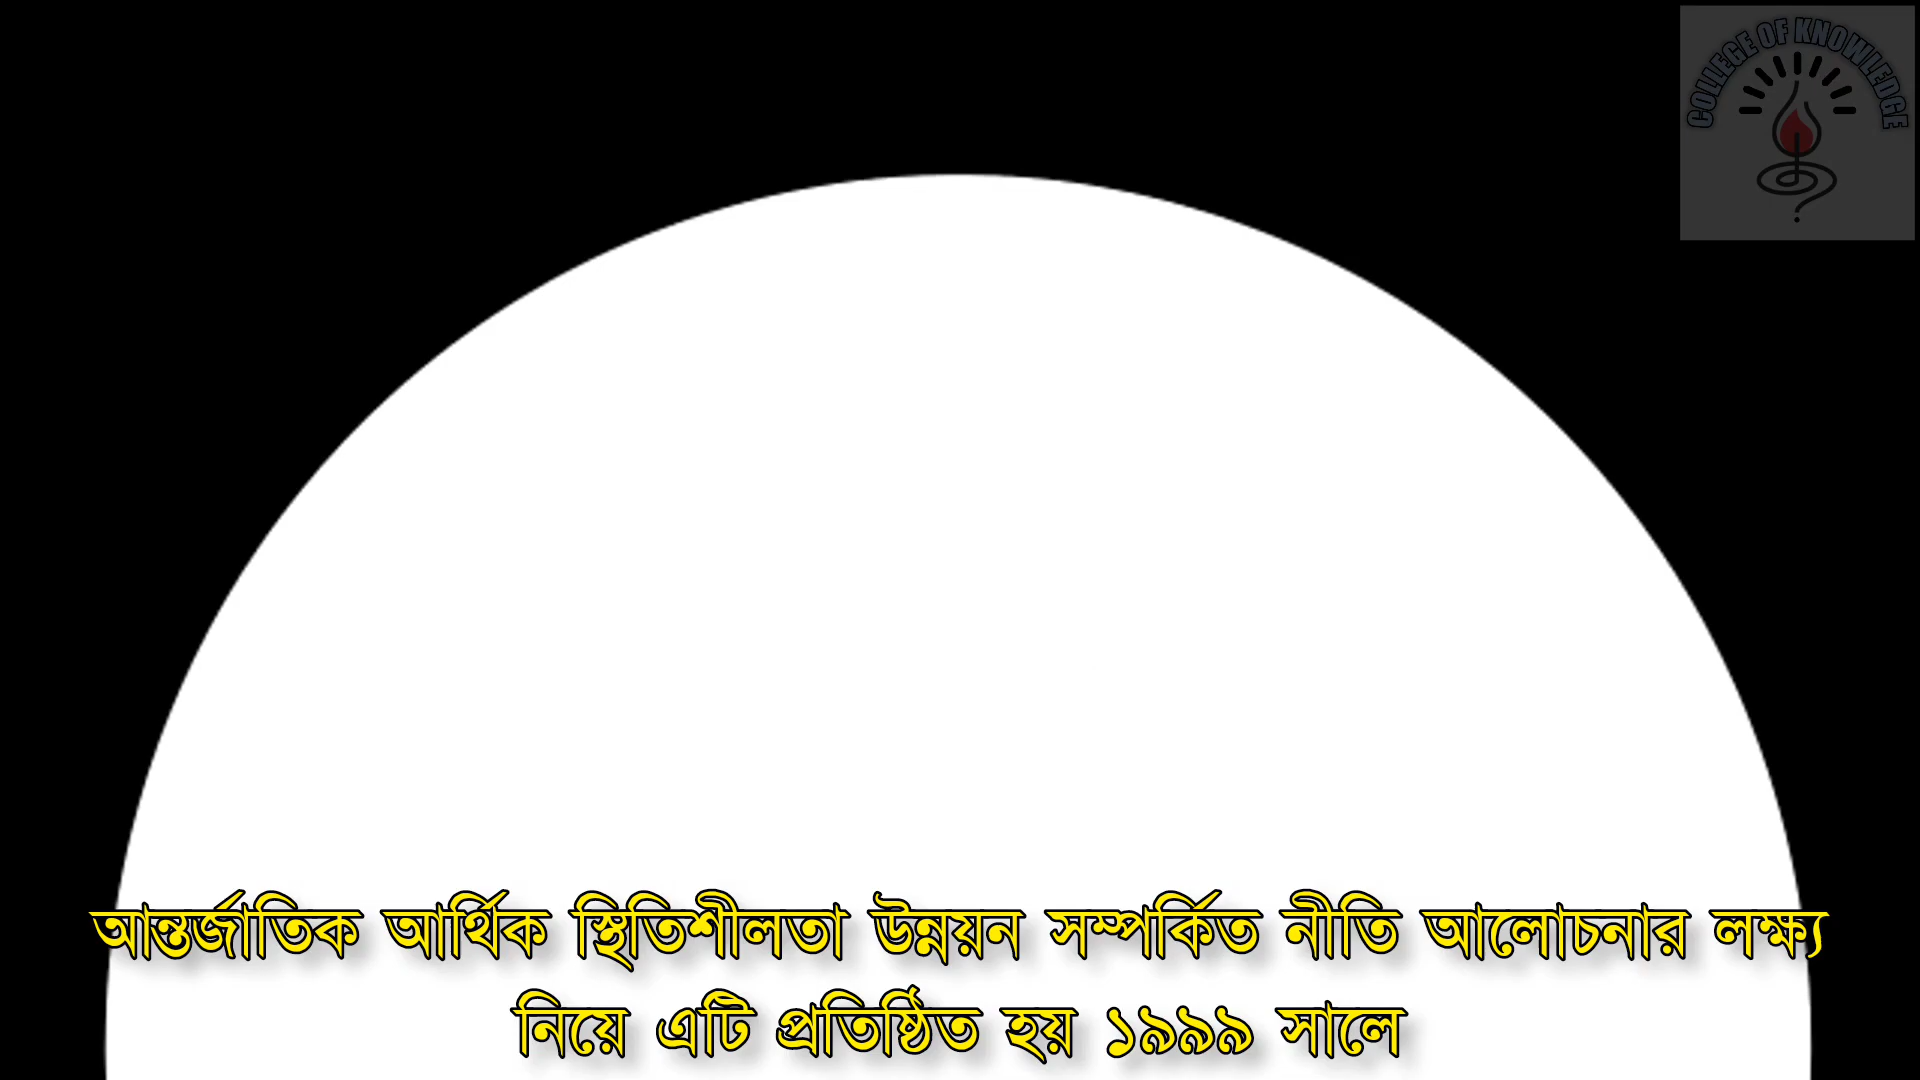 COLLEGE OF KNOWLEDGE
আন্তর্জাতিক আর্থিক স্থিতিশীলতা উন্নয়ন সম্পর্কিত নীতি আলোচনার লক্ষ্য
নিয়ে এটি প্রতিষ্ঠিত হয় ১৯৯৯ সালে